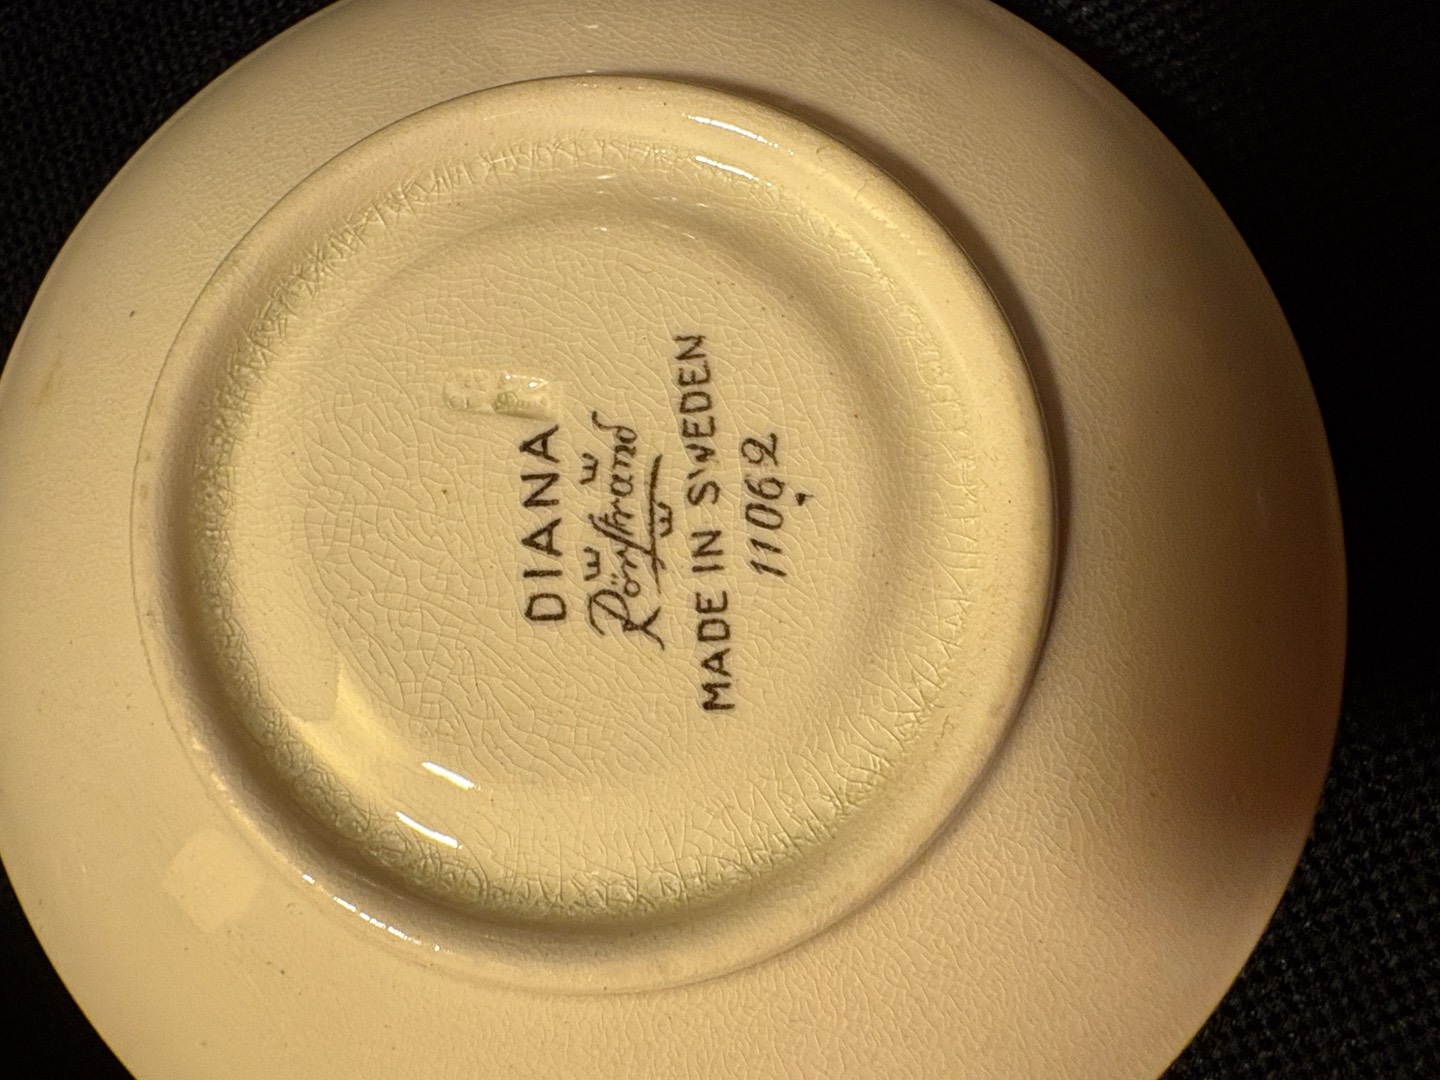 DIANA
Rörstrand
MADE IN SWEDEN
11062